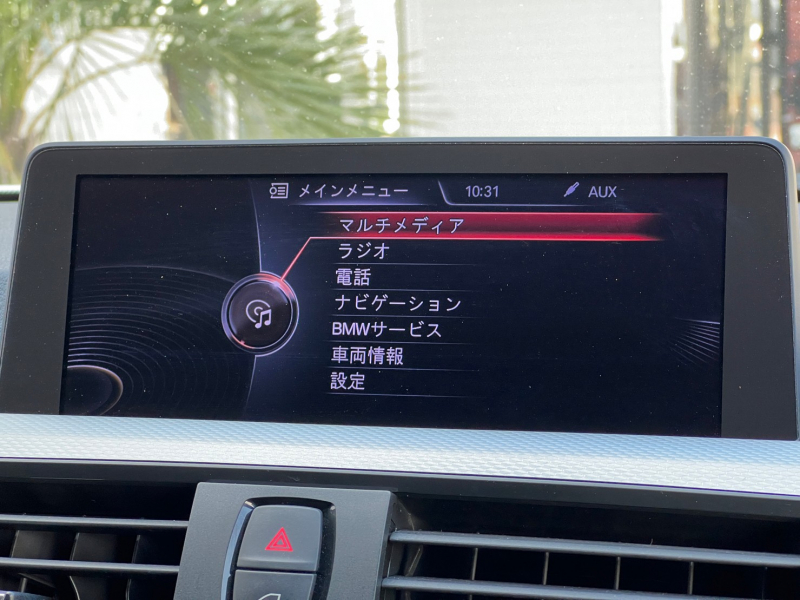 メインメニュー 10:31 AUX
マルチメディア
ラジオ
電話
ナビゲーション
BMWサービス
車両情報
設定